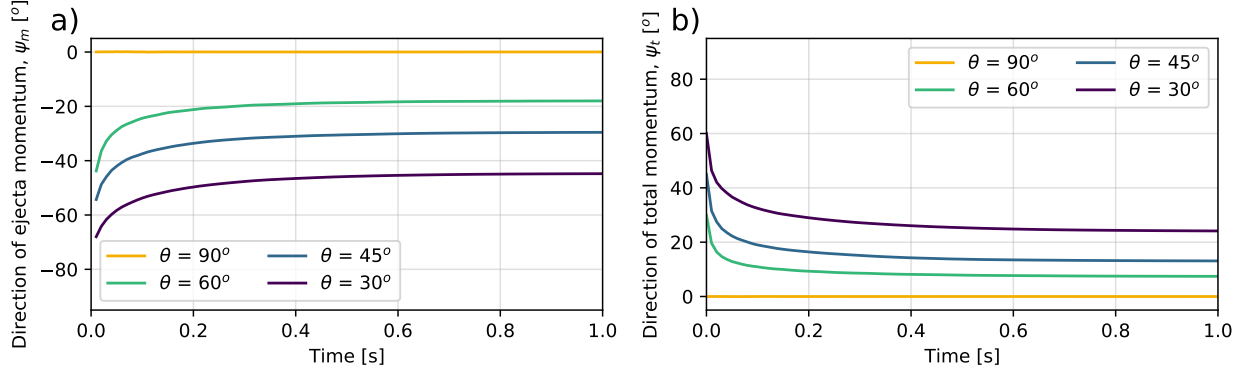 a)
Direction of ejecta momentum, ψₘ [°]
0
−20
−40
−60
−80
θ = 90°
θ = 60°
θ = 45°
θ = 30°
0.0
0.2
0.4
0.6
0.8
1.0
Time [s]
b)
Direction of total momentum, ψₜ [°]
80
60
40
20
0
θ = 90°
θ = 60°
θ = 45°
θ = 30°
0.0
0.2
0.4
0.6
0.8
1.0
Time [s]